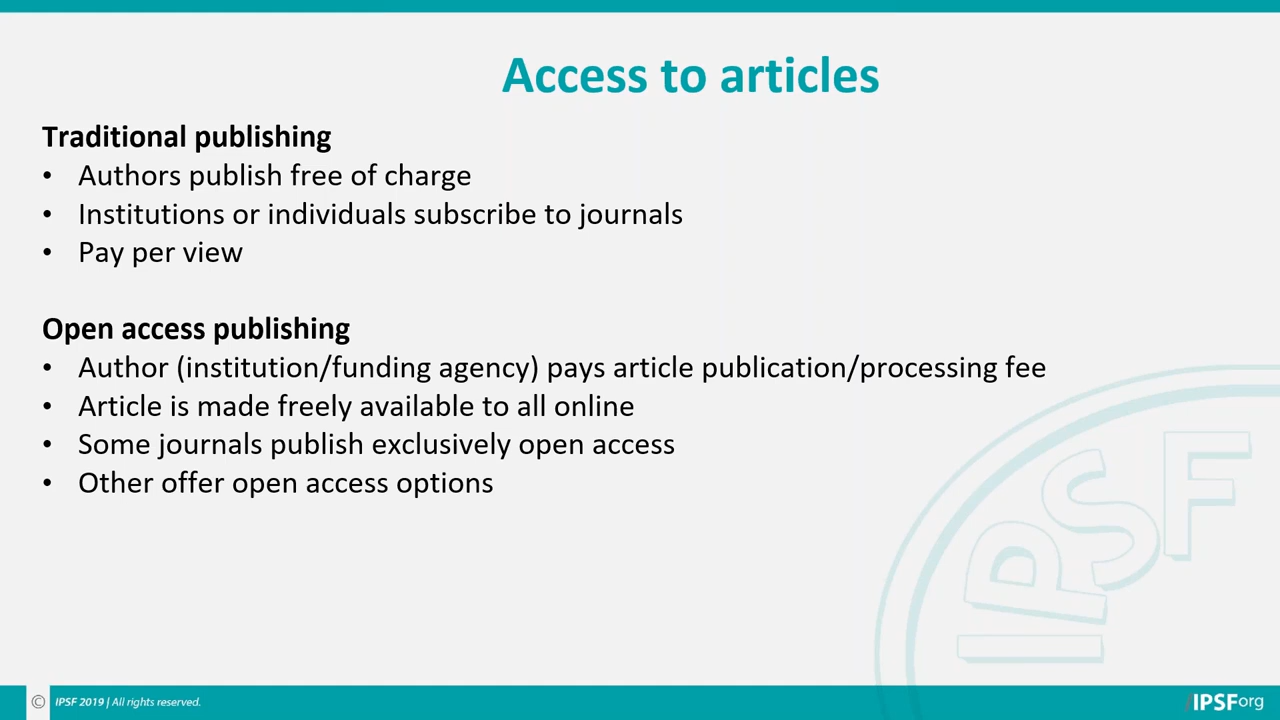 Access to articles
Traditional publishing
• Authors publish free of charge
• Institutions or individuals subscribe to journals
• Pay per view
Open access publishing
• Author (institution/funding agency) pays article publication/processing fee
• Article is made freely available to all online
• Some journals publish exclusively open access
• Other offer open access options
IPSF
© IPSF 2019 | All rights reserved.
/IPSForg